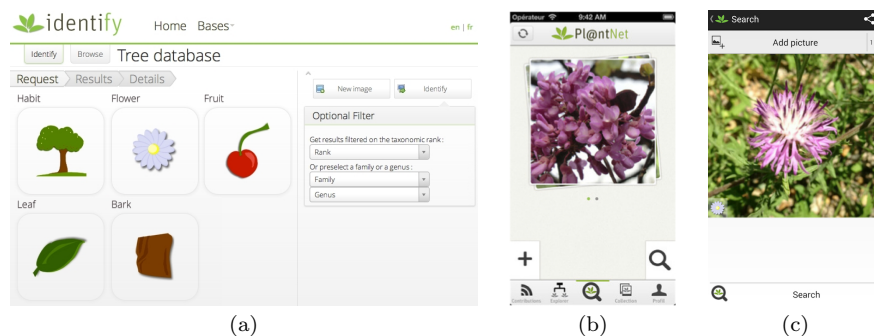 identify Home Bases en | fr
Identify Browse Tree database
Request Results Details
Habit Flower Fruit
Leaf Bark
New image Identify
Optional Filter
Get results filtered on the taxonomic rank :
Rank
Or preselect a family or a genus :
Family
Genus
(a)
Opérateur 9:42 AM
Pl@ntNet
+
Contributions Explorer Collection Profil
(b)
Search
Add picture 1
Search
(c)